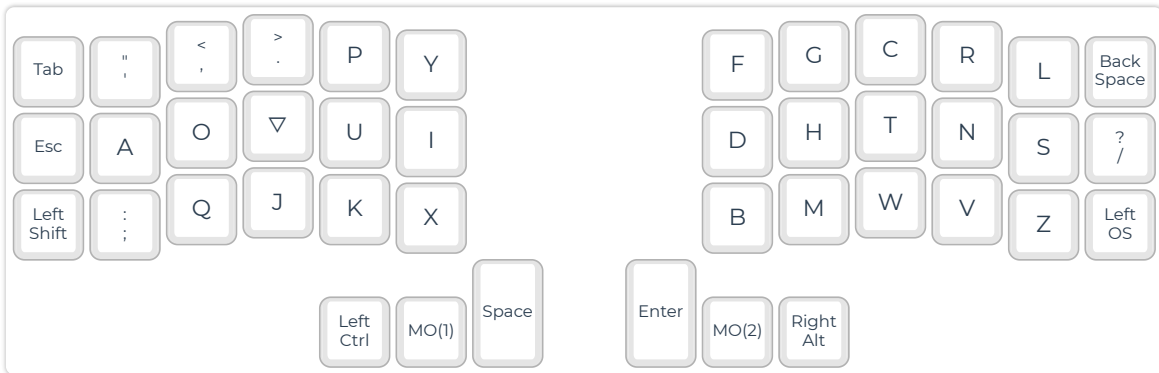 Tab " < > P Y F G C R L Back
' , . Space
Esc A O ▽ U I D H T N S ?
/
Left : Q J K X B M W V Z Left
Shift ; OS
Left MO(1) Space Enter MO(2) Right
Ctrl Alt